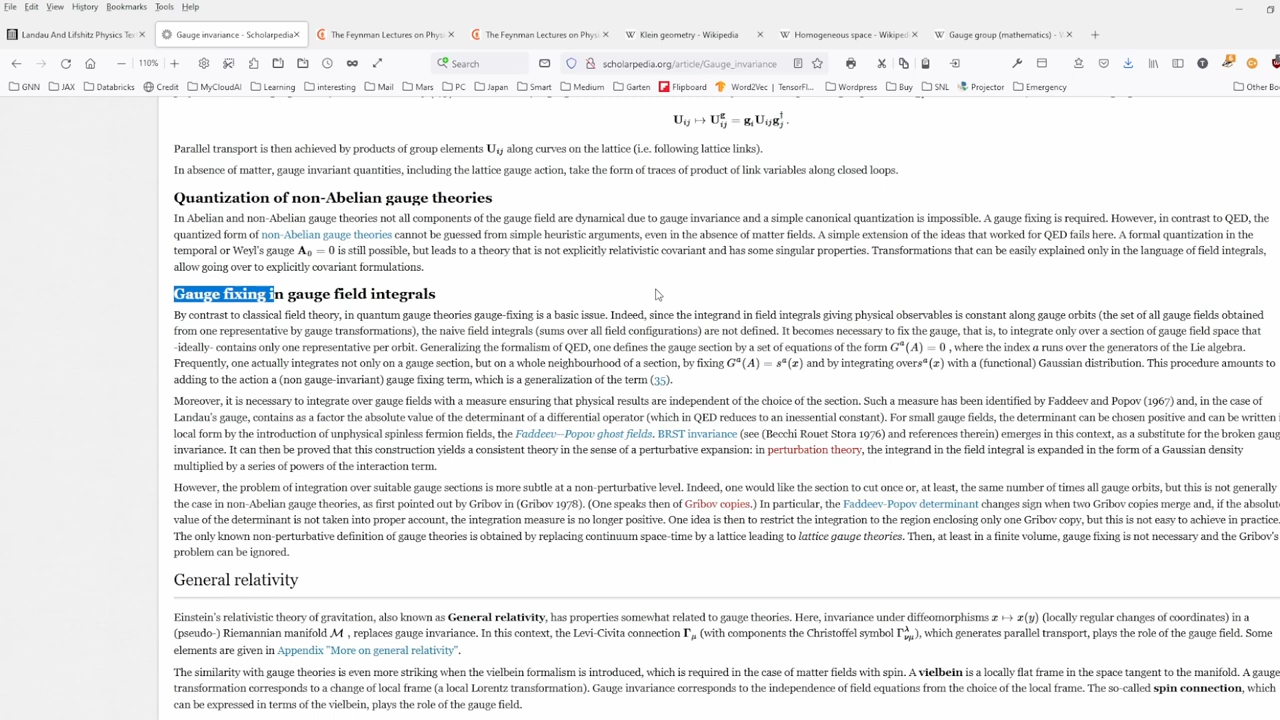 File Edit View History Bookmarks Tools Help
Landau And Lifshitz Physics Tex Gauge invariance - Scholarpedia The Feynman Lectures on Physi The Feynman Lectures on Physi Klein geometry - Wikipedia Homogeneous space - Wikiped Gauge group (mathematics) - W
110% Search scholarpedia.org/article/Gauge_invariance
GNN JAX Databricks Credit MyCloudAI Learning interesting Mail Mars PC Japan Smart Medium Garten Flipboard Word2Vec | TensorFl... Wordpress Buy SNL Projector Emergency Other Bo
U_ij ↦ U^g_ij = g_i U_ij g†_j .
Parallel transport is then achieved by products of group elements U_ij along curves on the lattice (i.e. following lattice links).
In absence of matter, gauge invariant quantities, including the lattice gauge action, take the form of traces of product of link variables along closed loops.
Quantization of non-Abelian gauge theories
In Abelian and non-Abelian gauge theories not all components of the gauge field are dynamical due to gauge invariance and a simple canonical quantization is impossible. A gauge fixing is required. However, in contrast to QED, the
quantized form of non-Abelian gauge theories cannot be guessed from simple heuristic arguments, even in the absence of matter fields. A simple extension of the ideas that worked for QED fails here. A formal quantization in the
temporal or Weyl's gauge A₀ = 0 is still possible, but leads to a theory that is not explicitly relativistic covariant and has some singular properties. Transformations that can be easily explained only in the language of field integrals,
allow going over to explicitly covariant formulations.
Gauge fixing in gauge field integrals
By contrast to classical field theory, in quantum gauge theories gauge-fixing is a basic issue. Indeed, since the integrand in field integrals giving physical observables is constant along gauge orbits (the set of all gauge fields obtained
from one representative by gauge transformations), the naive field integrals (sums over all field configurations) are not defined. It becomes necessary to fix the gauge, that is, to integrate only over a section of gauge field space that
-ideally- contains only one representative per orbit. Generalizing the formalism of QED, one defines the gauge section by a set of equations of the form G^a(A) = 0 , where the index a runs over the generators of the Lie algebra.
Frequently, one actually integrates not only on a gauge section, but on a whole neighbourhood of a section, by fixing G^a(A) = s^a(x) and by integrating overs^a(x) with a (functional) Gaussian distribution. This procedure amounts to
adding to the action a (non gauge-invariant) gauge fixing term, which is a generalization of the term (35).
Moreover, it is necessary to integrate over gauge fields with a measure ensuring that physical results are independent of the choice of the section. Such a measure has been identified by Faddeev and Popov (1967) and, in the case of
Landau's gauge, contains as a factor the absolute value of the determinant of a differential operator (which in QED reduces to an inessential constant). For small gauge fields, the determinant can be chosen positive and can be written i
local form by the introduction of unphysical spinless fermion fields, the Faddeev--Popov ghost fields. BRST invariance (see (Becchi Rouet Stora 1976) and references therein) emerges in this context, as a substitute for the broken gaug
invariance. It can then be proved that this construction yields a consistent theory in the sense of a perturbative expansion: in perturbation theory, the integrand in the field integral is expanded in the form of a Gaussian density
multiplied by a series of powers of the interaction term.
However, the problem of integration over suitable gauge sections is more subtle at a non-perturbative level. Indeed, one would like the section to cut once or, at least, the same number of times all gauge orbits, but this is not generally
the case in non-Abelian gauge theories, as first pointed out by Gribov in (Gribov 1978). (One speaks then of Gribov copies.) In particular, the Faddeev-Popov determinant changes sign when two Gribov copies merge and, if the absolut
value of the determinant is not taken into proper account, the integration measure is no longer positive. One idea is then to restrict the integration to the region enclosing only one Gribov copy, but this is not easy to achieve in practice.
The only known non-perturbative definition of gauge theories is obtained by replacing continuum space-time by a lattice leading to lattice gauge theories. Then, at least in a finite volume, gauge fixing is not necessary and the Gribov's
problem can be ignored.
General relativity
Einstein's relativistic theory of gravitation, also known as General relativity, has properties somewhat related to gauge theories. Here, invariance under diffeomorphisms x ↦ x(y) (locally regular changes of coordinates) in a
(pseudo-) Riemannian manifold ℳ , replaces gauge invariance. In this context, the Levi-Civita connection Γ_μ (with components the Christoffel symbol Γ^λ_νμ), which generates parallel transport, plays the role of the gauge field. Some
elements are given in Appendix "More on general relativity".
The similarity with gauge theories is even more striking when the vielbein formalism is introduced, which is required in the case of matter fields with spin. A vielbein is a locally flat frame in the space tangent to the manifold. A gauge
transformation corresponds to a change of local frame (a local Lorentz transformation). Gauge invariance corresponds to the independence of field equations from the choice of the local frame. The so-called spin connection, which
can be expressed in terms of the vielbein, plays the role of the gauge field.